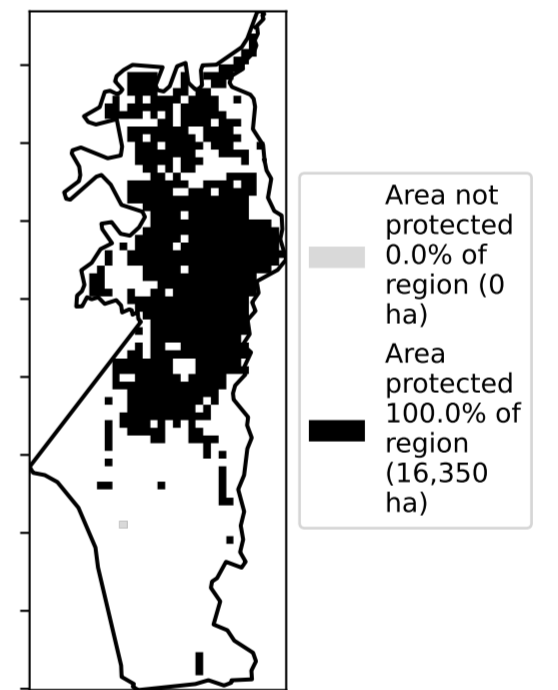 Area not
protected
0.0% of
region (0
ha)
Area
protected
100.0% of
region
(16,350
ha)